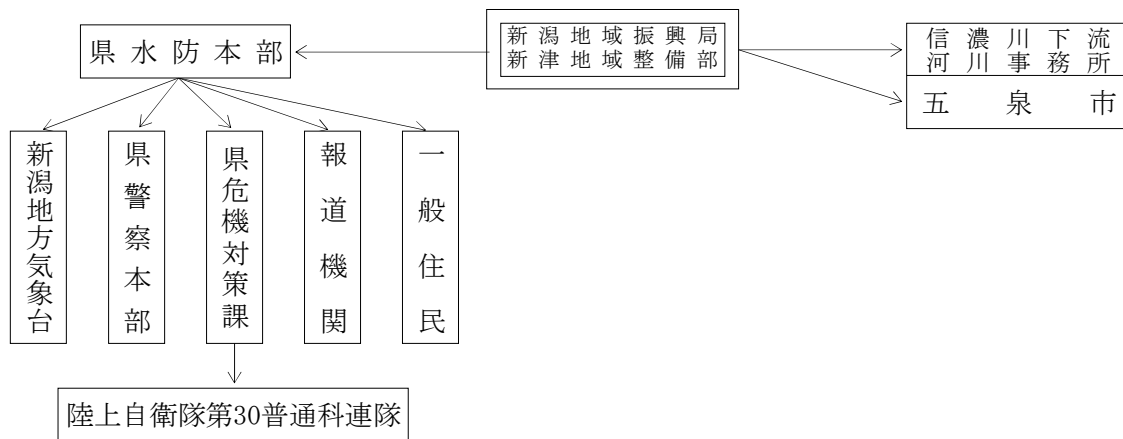 県水防本部
新潟地域振興局
新津地域整備部
信濃川下流
河川事務所
五泉市
新潟地方気象台
県警察本部
県危機対策課
報道機関
一般住民
陸上自衛隊第30普通科連隊